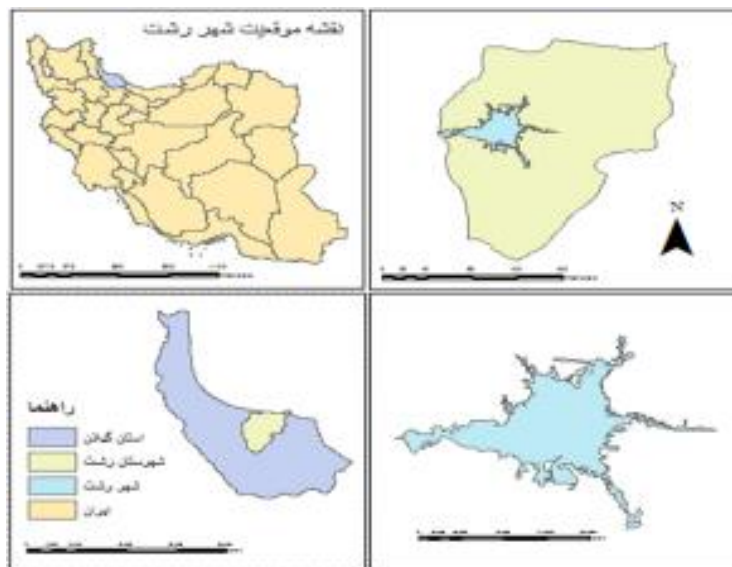 نقشه موقعیت شهر رشت
N
راهنما
استان گیلان
شهرستان رشت
شهر رشت
ایران